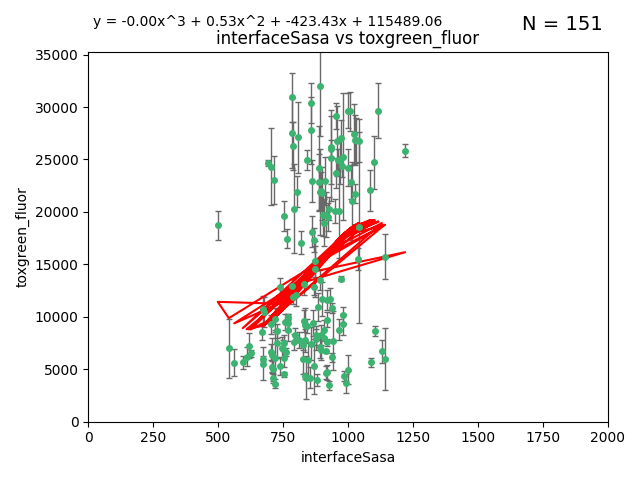 y = -0.00x^3 + 0.53x^2 + -423.43x + 115489.06
N = 151
interfaceSasa vs toxgreen_fluor
35000
30000
25000
20000
15000
10000
5000
0
toxgreen_fluor
0 250 500 750 1000 1250 1500 1750 2000
interfaceSasa